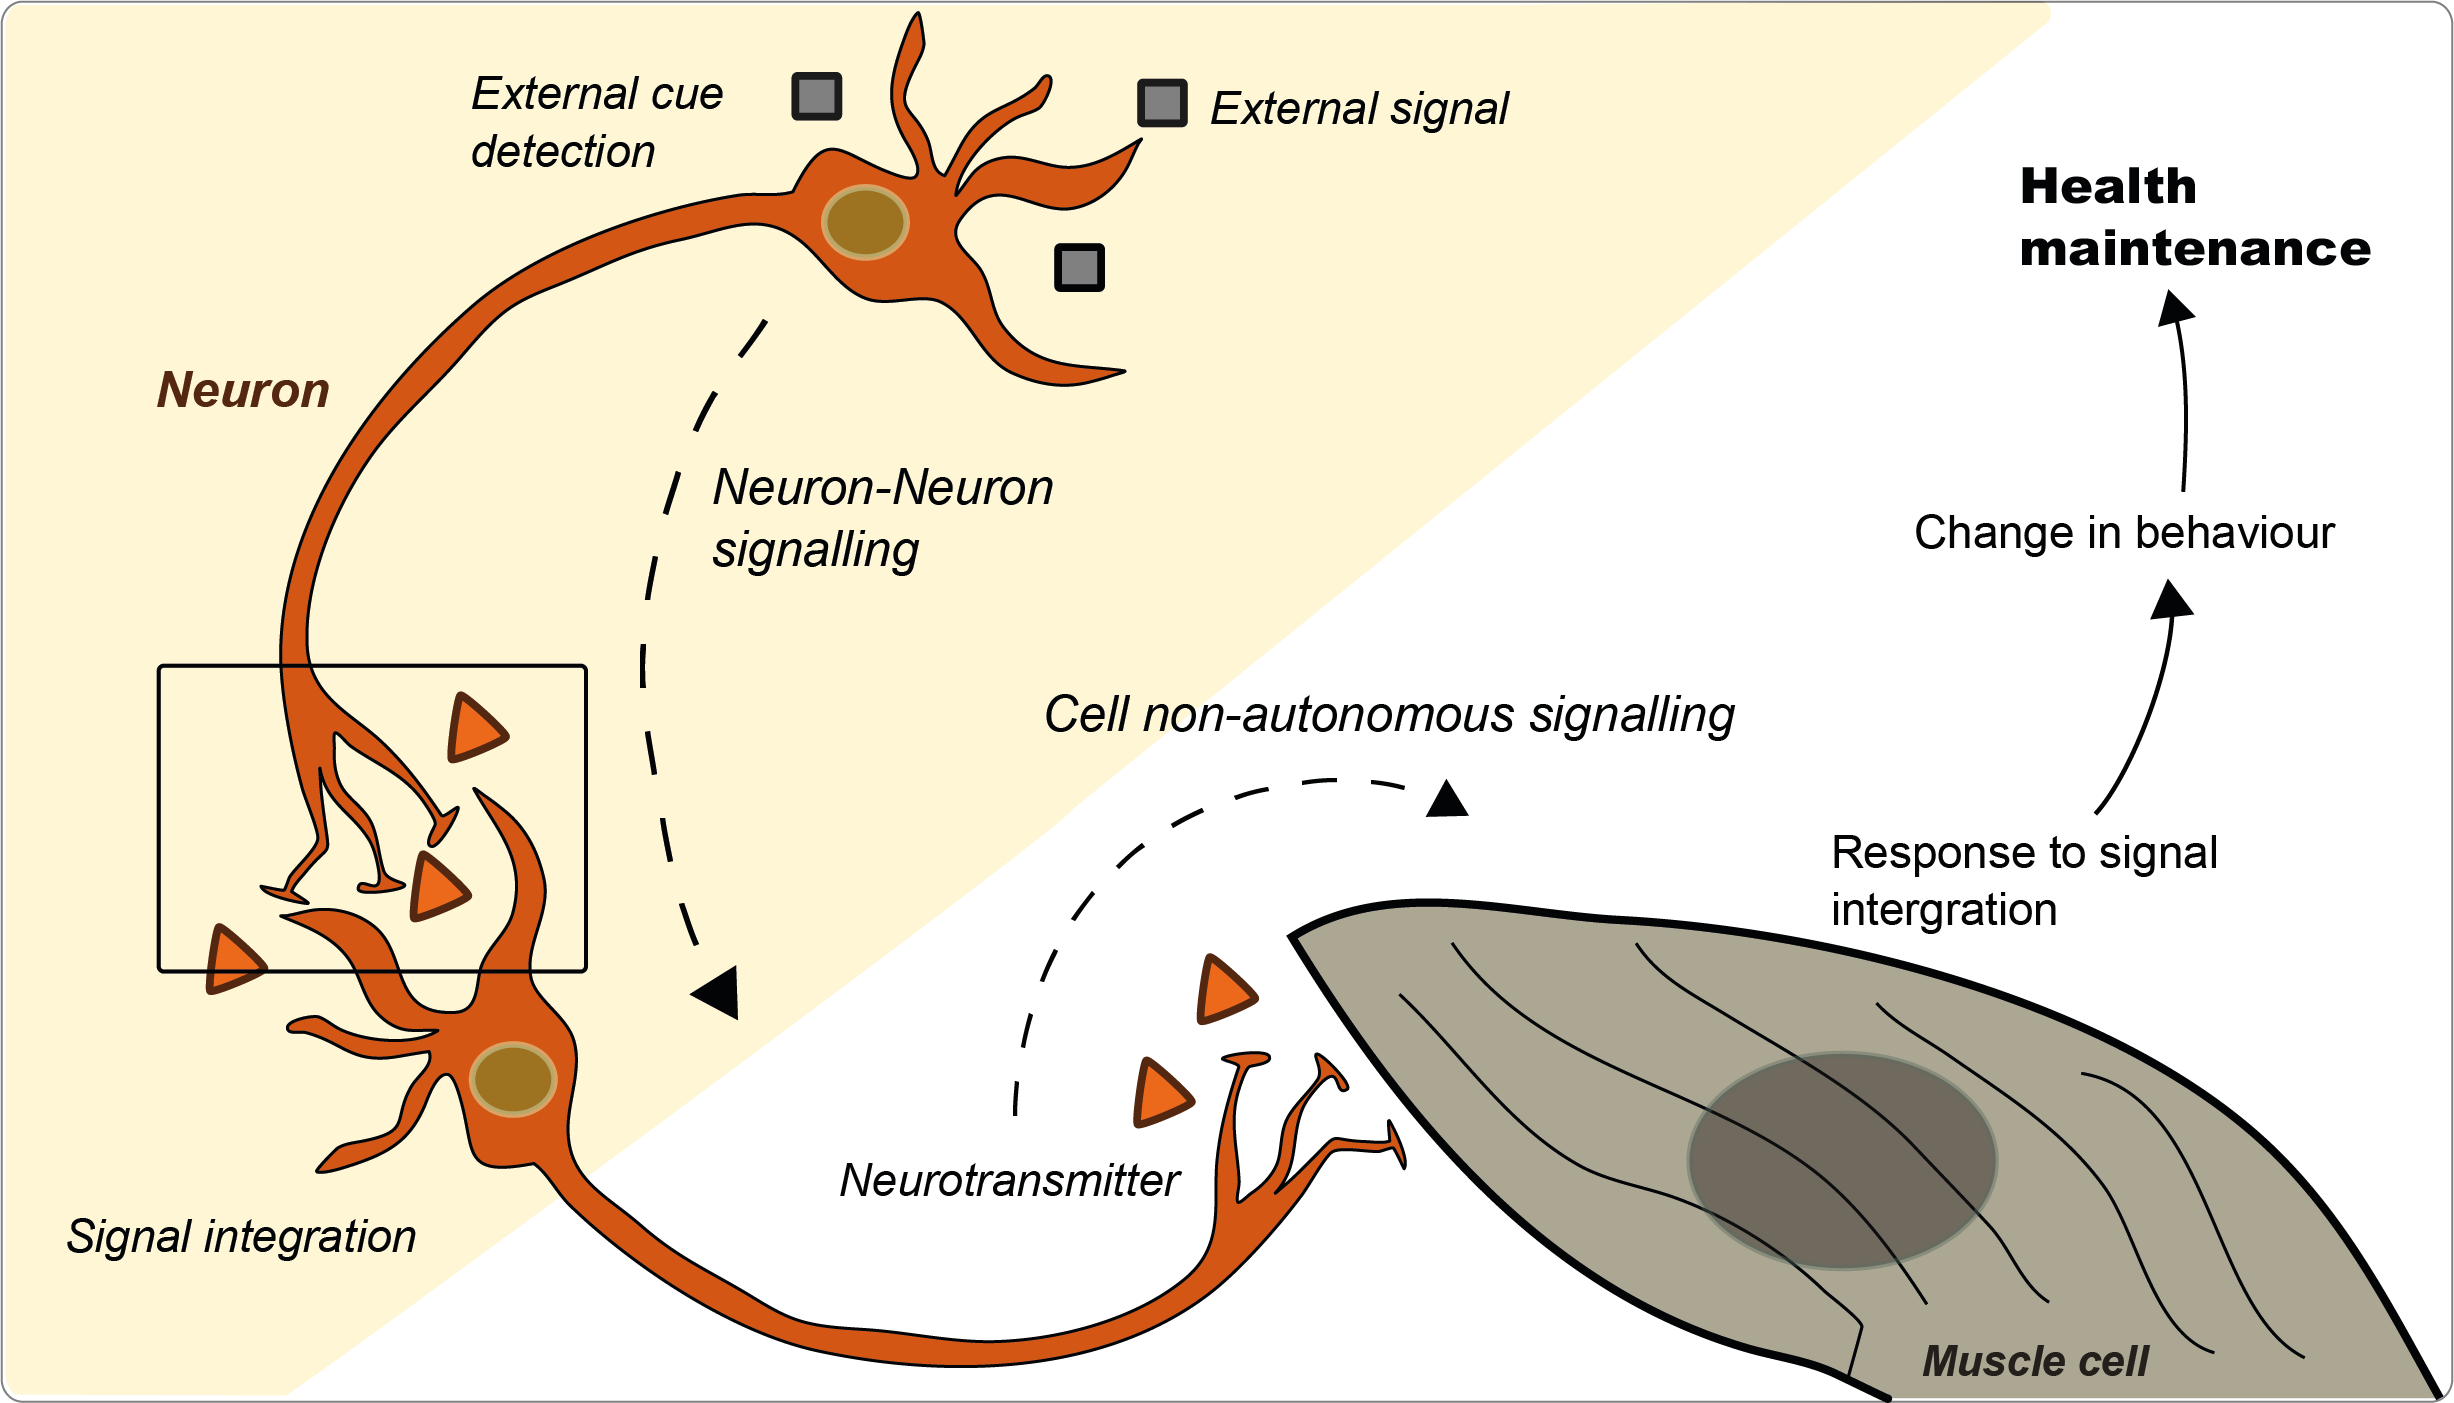 External cue
detection
External signal
Health
maintenance
Neuron
Neuron-Neuron
signalling
Change in behaviour
Cell non-autonomous signalling
Response to signal
intergration
Neurotransmitter
Signal integration
Muscle cell